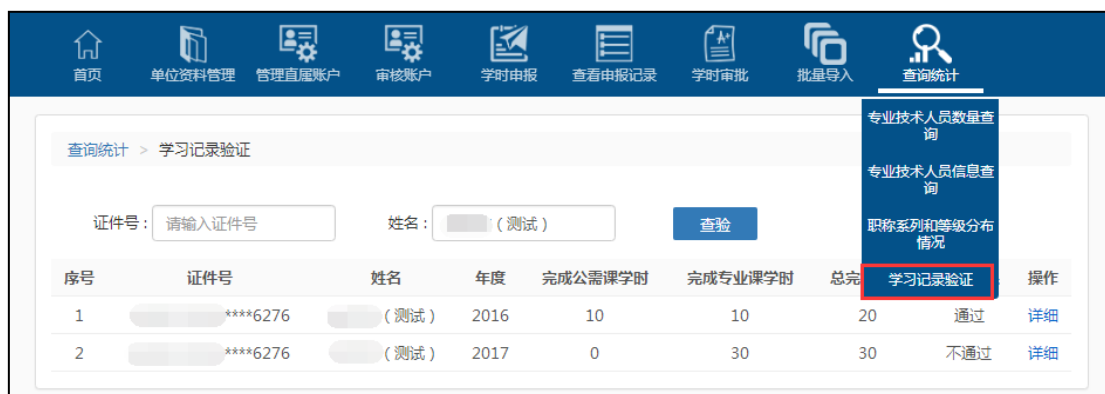 首页 单位资料管理 管理直属账户 审核账户 学时申报 查看申报记录 学时审批 批量导入 查询统计
专业技术人员数量查
询
专业技术人员信息查
询
职称系列和等级分布
情况
学习记录验证
查询统计 > 学习记录验证
证件号： 请输入证件号 姓名： （测试） 查验
序号 证件号 姓名 年度 完成公需课学时 完成专业课学时 总完 操作
1 ****6276 （测试） 2016 10 10 20 通过 详细
2 ****6276 （测试） 2017 0 30 30 不通过 详细